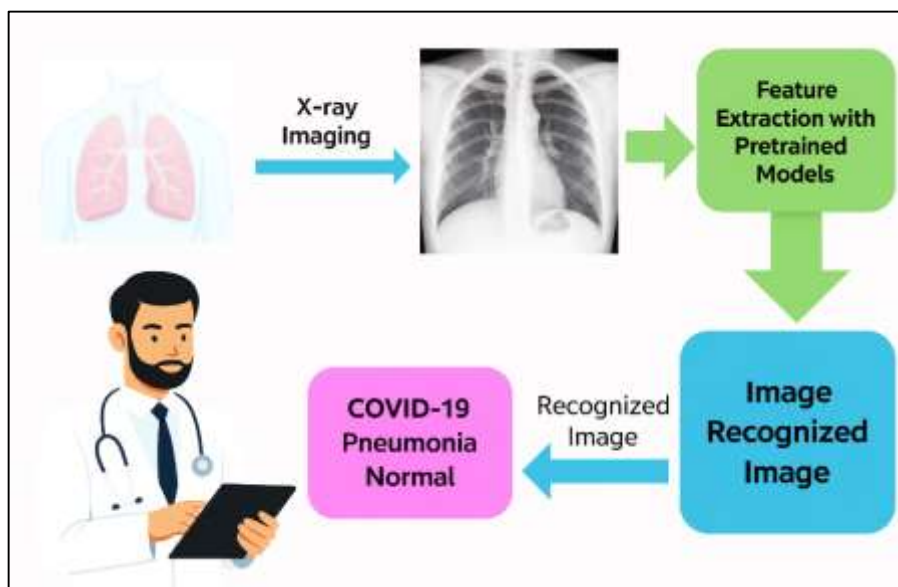 X-ray
Imaging
Feature
Extraction with
Pretrained
Models
Image
Recognized
Image
Recognized
Image
COVID-19
Pneumonia
Normal